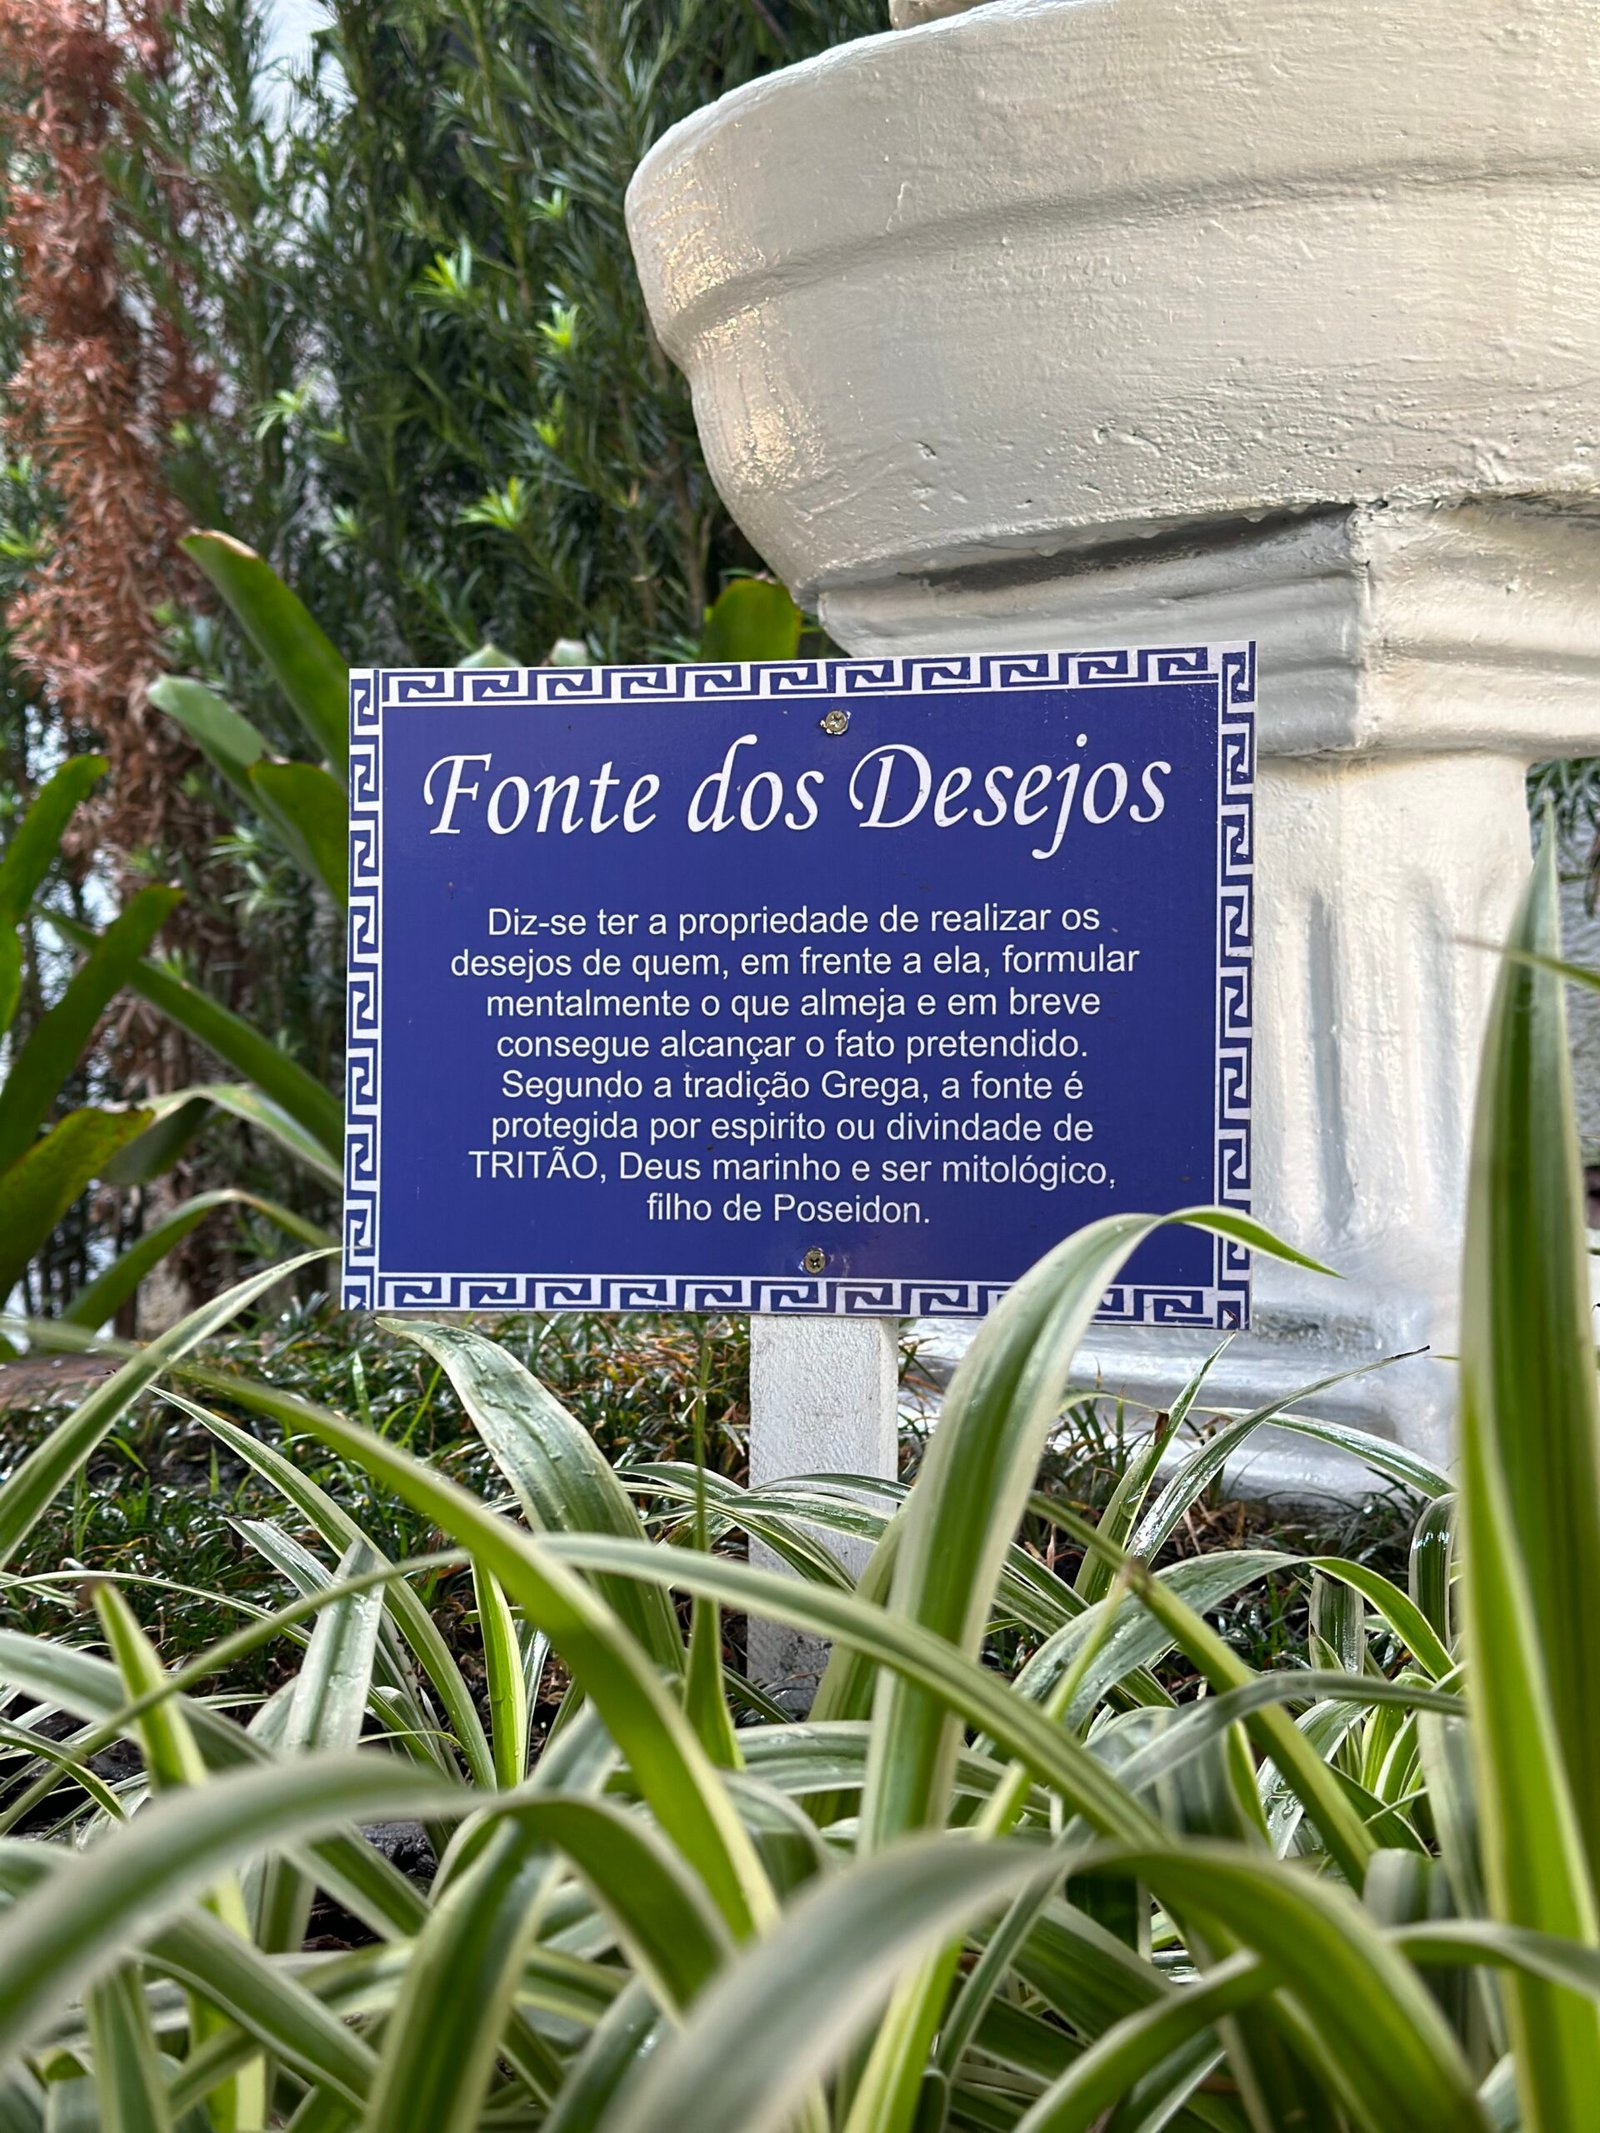 Fonte dos Desejos
Diz-se ter a propriedade de realizar os
desejos de quem, em frente a ela, formular
mentalmente o que almeja e em breve
consegue alcançar o fato pretendido.
Segundo a tradição Grega, a fonte é
protegida por espirito ou divindade de
TRITÃO, Deus marinho e ser mitológico,
filho de Poseidon.